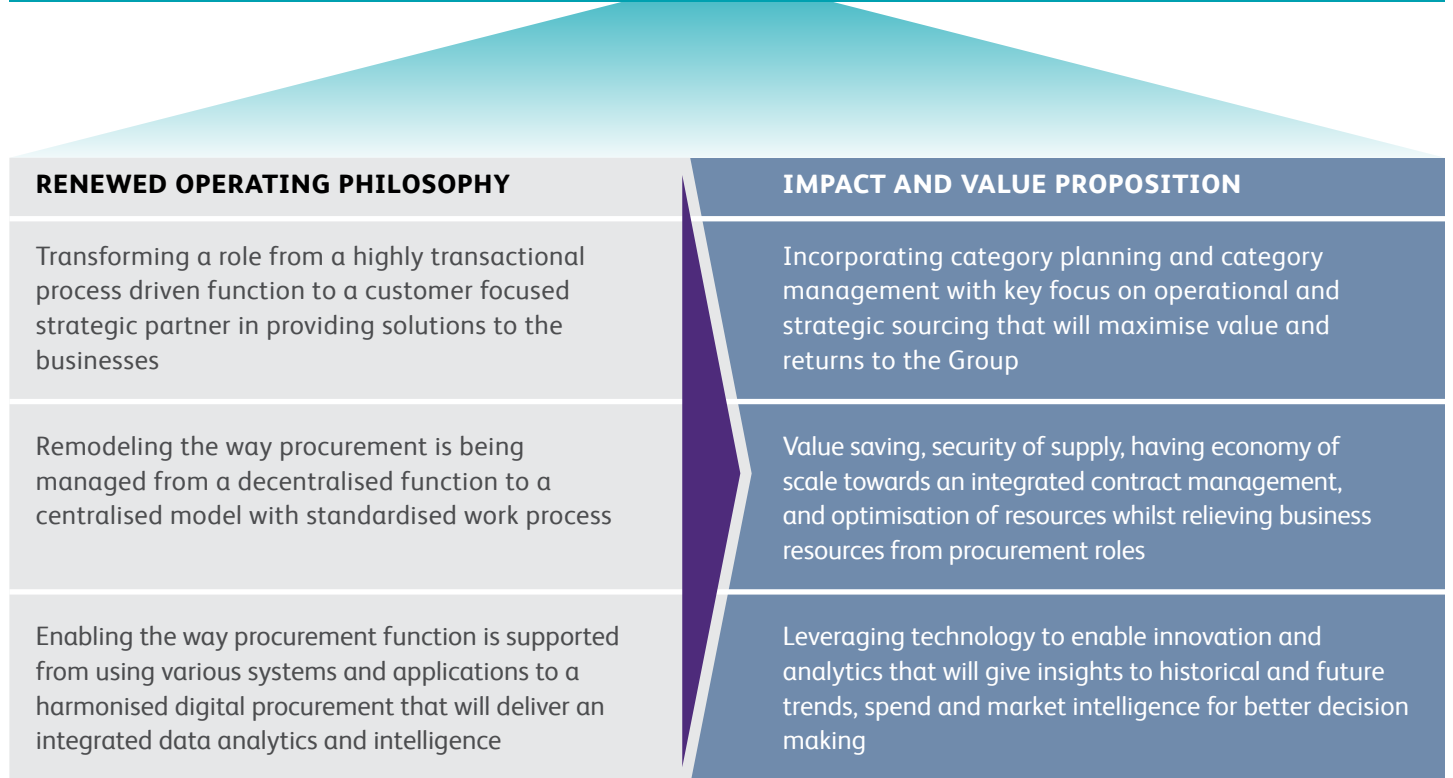 RENEWED OPERATING PHILOSOPHY
IMPACT AND VALUE PROPOSITION
Transforming a role from a highly transactional
process driven function to a customer focused
strategic partner in providing solutions to the
businesses
Incorporating category planning and category
management with key focus on operational and
strategic sourcing that will maximise value and
returns to the Group
Remodeling the way procurement is being
managed from a decentralised function to a
centralised model with standardised work process
Value saving, security of supply, having economy of
scale towards an integrated contract management,
and optimisation of resources whilst relieving business
resources from procurement roles
Enabling the way procurement function is supported
from using various systems and applications to a
harmonised digital procurement that will deliver an
integrated data analytics and intelligence
Leveraging technology to enable innovation and
analytics that will give insights to historical and future
trends, spend and market intelligence for better decision
making